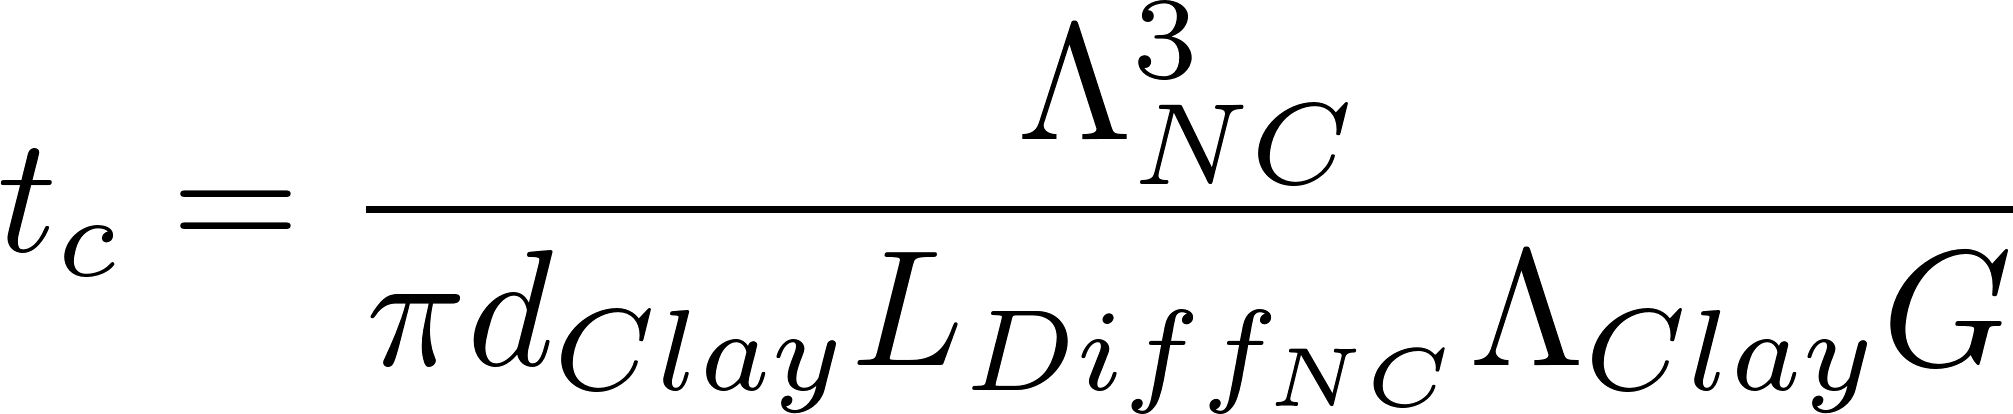 t_c = \frac{\Lambda_{NC}^3}{\pi d_{Clay} L_{Diff_{NC}} \Lambda_{Clay} G}